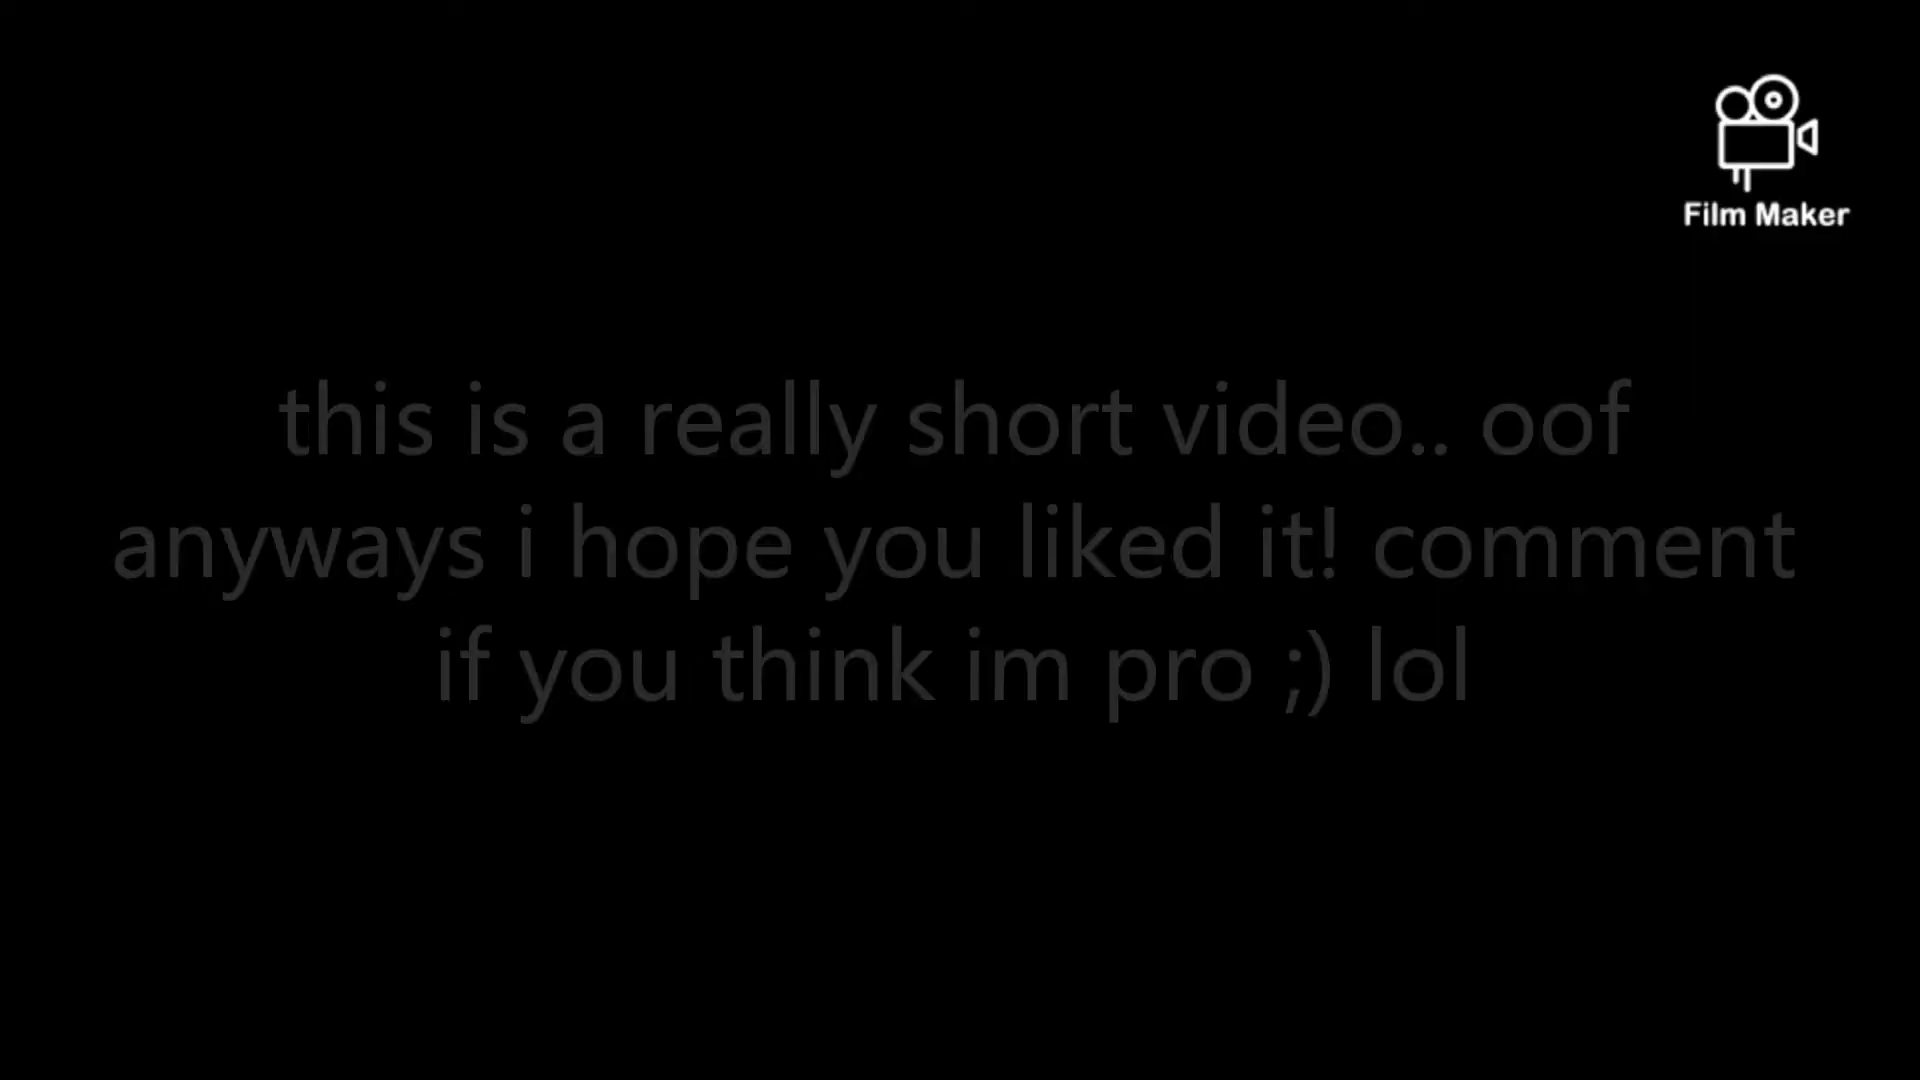 Film Maker
this is a really short video.. oof
anyways i hope you liked it! comment
if you think im pro ;) lol